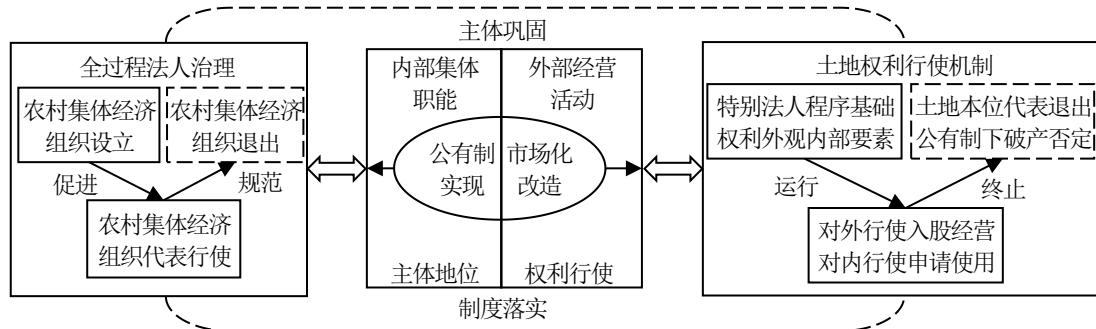 主体巩固
全过程法人治理
农村集体经济
组织设立
农村集体经济
组织退出
促进
规范
农村集体经济
组织代表行使
内部集体
职能
外部经营
活动
公有制
实现
市场化
改造
主体地位
权利行使
制度落实
土地权利行使机制
特别法人程序基础
权利外观内部要素
土地本位代表退出
公有制下破产否定
运行
终止
对外行使入股经营
对内行使申请使用